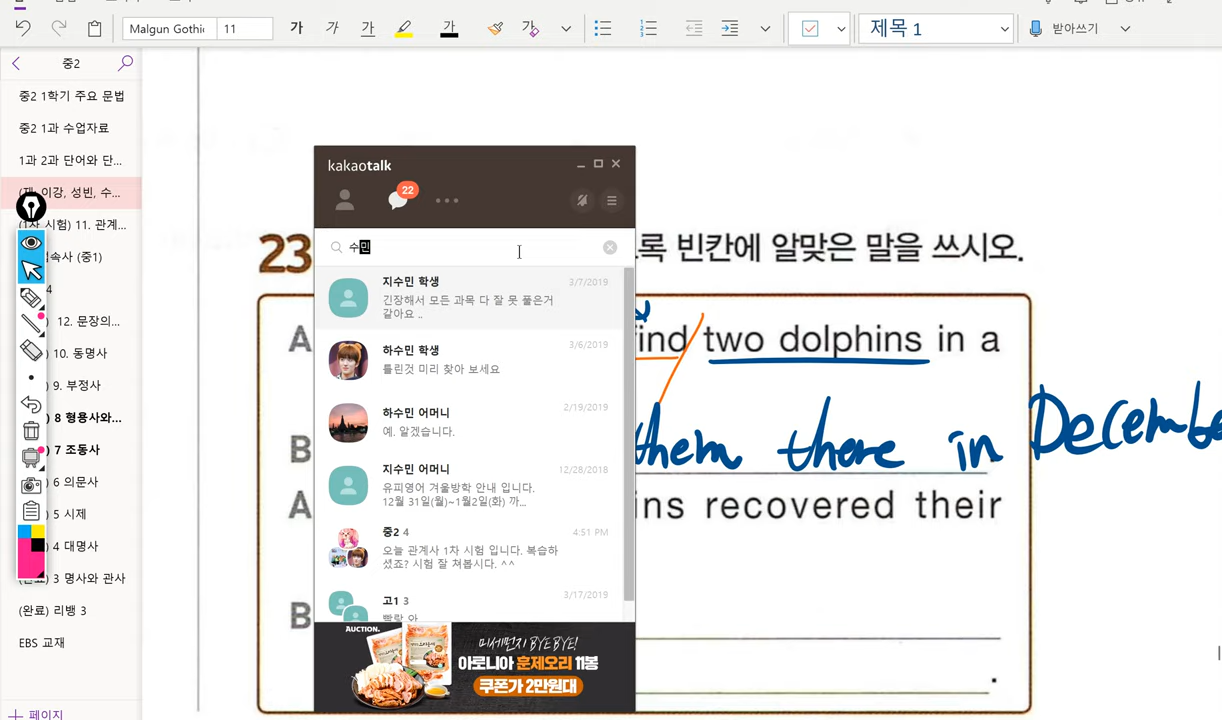 Malgun Gothic
11
가
가
가
가
가
제목 1
받아쓰기
중2
중2 1학기 주요 문법
중2 1과 수업자료
1과 2과 단어와 단...
이강, 성빈, 수...
(1차 시험) 11. 관계...
접속사 (중1)
4
) 12. 문장의...
) 10. 동명사
) 9. 부정사
) 8 형용사와...
) 7 조동사
) 6 의문사
) 5 시제
) 4 대명사
(완료) 3 명사와 관사
(완료) 리뱅 3
EBS 교재
페이지
kakaotalk
22
수민
지수민 학생
3/7/2019
긴장해서 모든 과목 다 잘 못 풀은거
같아요 ..
하수민 학생
3/6/2019
틀린것 미리 찾아 보세요
하수민 어머니
2/19/2019
예. 알겠습니다.
지수민 어머니
12/28/2018
유피영어 겨울방학 안내 입니다.
12월 31일(월)~1월2일(화) 까...
중2 4
4:51 PM
오늘 관계사 1차 시험 입니다. 복습하
셨죠? 시험 잘 쳐봅시다. ^^
고1 3
3/17/2019
빨랑 와
AUCTION.
미세먼지 BYE BYE!
아로니아 훈제오리 11봉
쿠폰가 2만원대
23
록 빈칸에 알맞은 말을 쓰시오.
A
find two dolphins in a
B
them there in December
A
ins recovered their
B
.